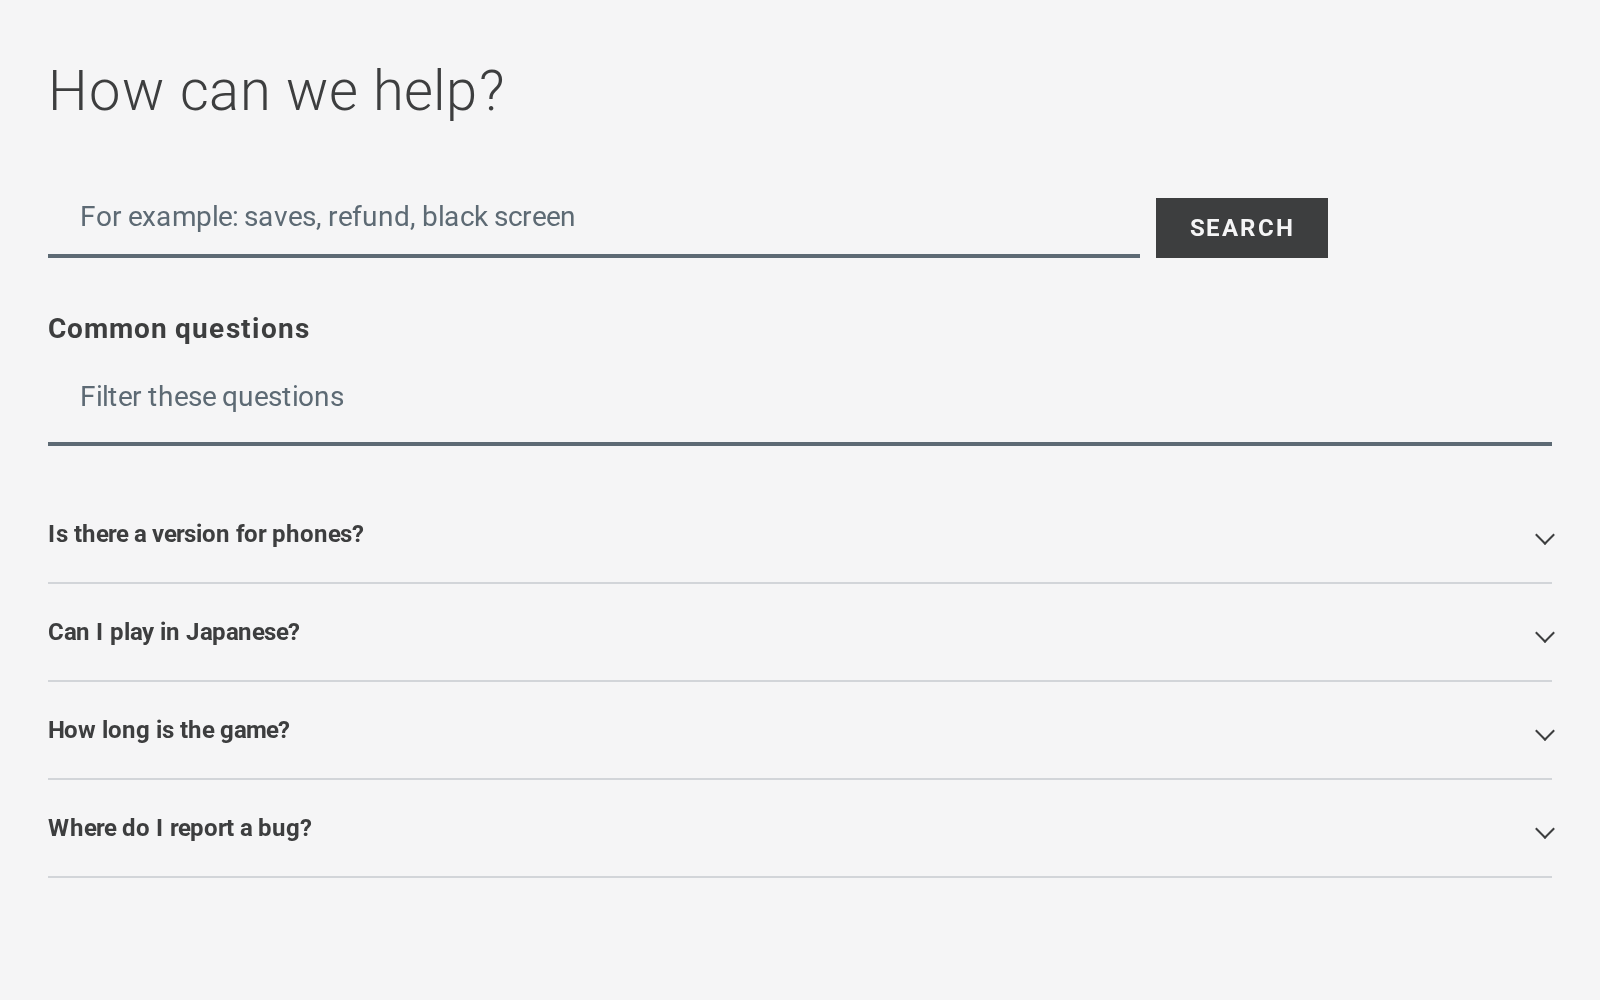 How can we help?
For example: saves, refund, black screen
SEARCH
Common questions
Filter these questions
Is there a version for phones?
Can I play in Japanese?
How long is the game?
Where do I report a bug?